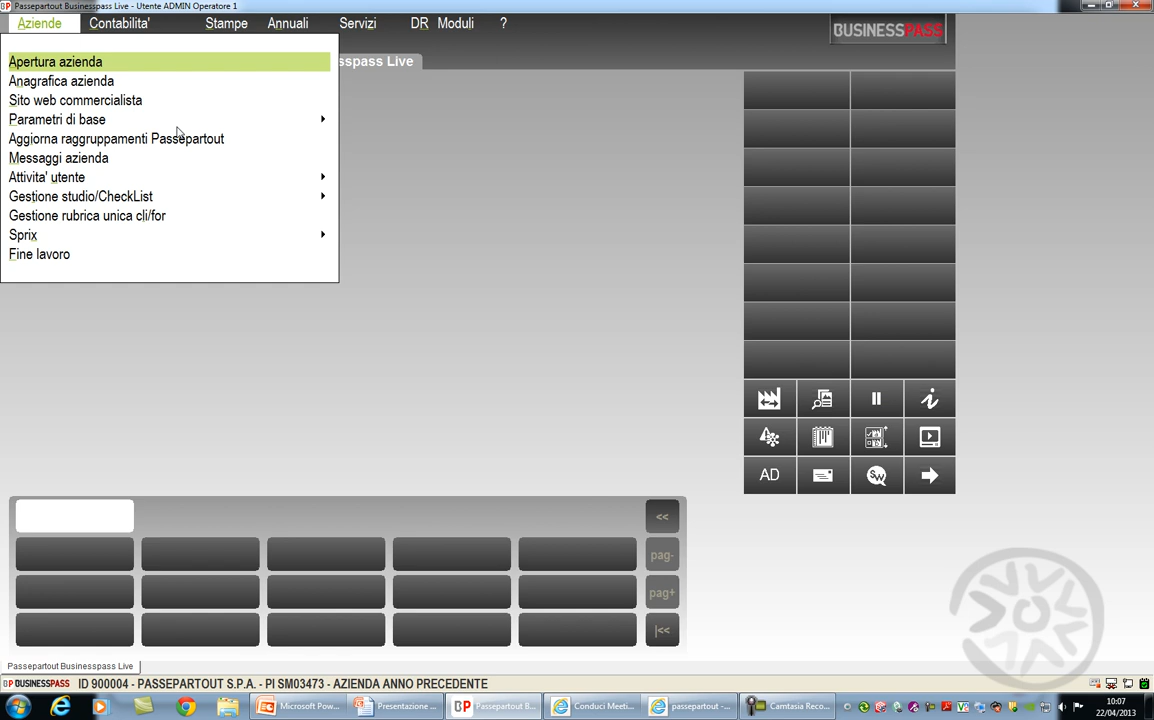 Passepartout Businesspass Live - Utente ADMIN Operatore 1
Aziende Contabilita' Stampe Annuali Servizi DR Moduli ?
BUSINESSPASS
sspass Live
Apertura azienda
Anagrafica azienda
Sito web commercialista
Parametri di base
Aggiorna raggruppamenti Passepartout
Messaggi azienda
Attivita' utente
Gestione studio/CheckList
Gestione rubrica unica cli/for
Sprix
Fine lavoro
AD
<<
pag-
pag+
|<<
Passepartout Businesspass Live
BUSINESSPASS ID 900004 - PASSEPARTOUT S.P.A. - PI SM03473 - AZIENDA ANNO PRECEDENTE
Microsoft Pow... Presentazione ... Passepartout B... Conduci Meeti... passepartout -... Camtasia Reco...
10:07
22/04/2013